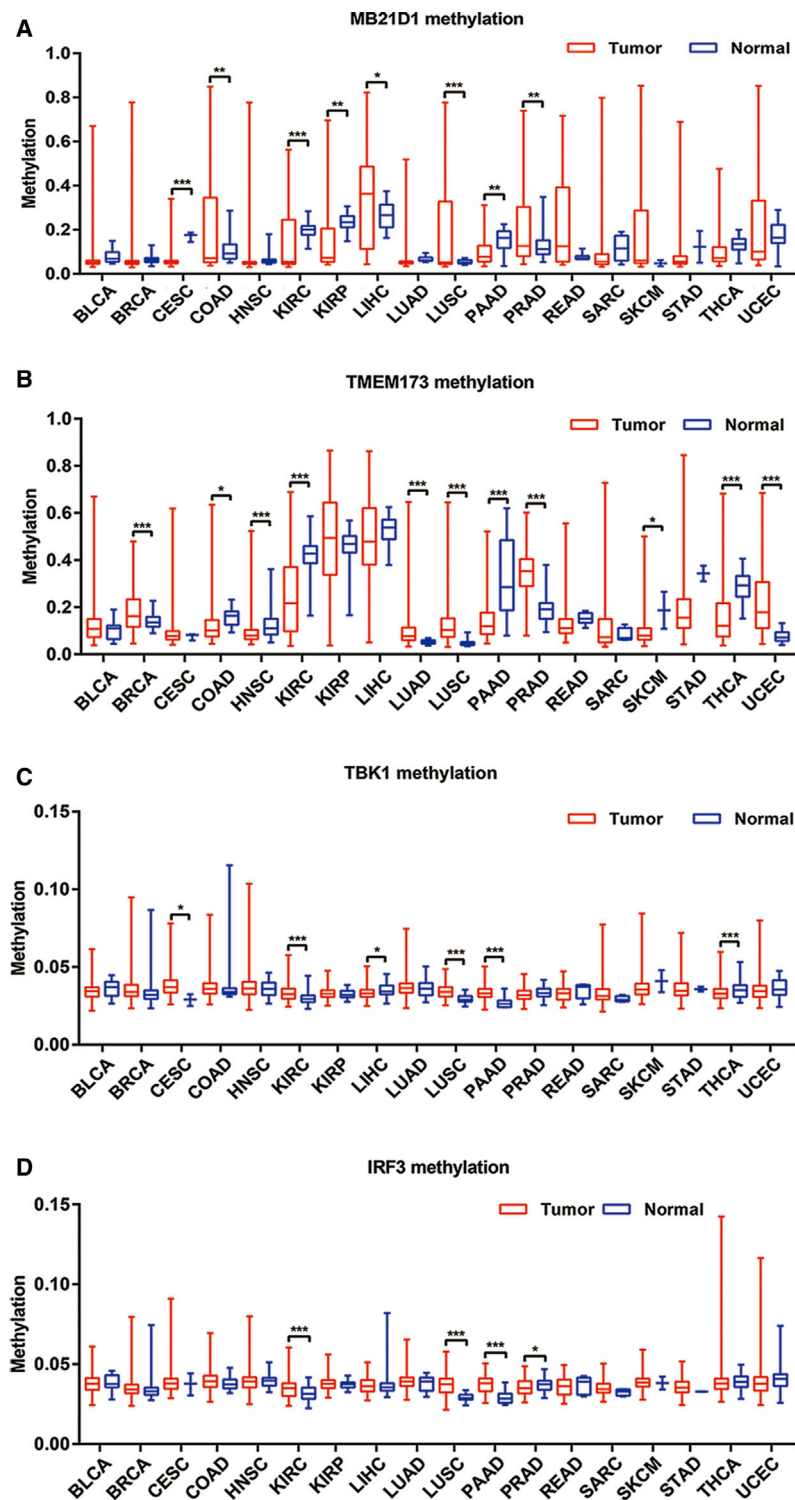 A
MB21D1 methylation
Tumor Normal
Methylation
1.0
0.8
0.6
0.4
0.2
0.0
*** ** *** ** * *** ** **
BLCA BRCA CESC COAD HNSC KIRC KIRP LIHC LUAD LUSC PAAD PRAD READ SARC SKCM STAD THCA UCEC
B
TMEM173 methylation
Tumor Normal
Methylation
1.0
0.8
0.6
0.4
0.2
0.0
*** * *** *** *** *** *** *** * *** ***
BLCA BRCA CESC COAD HNSC KIRC KIRP LIHC LUAD LUSC PAAD PRAD READ SARC SKCM STAD THCA UCEC
C
TBK1 methylation
Tumor Normal
Methylation
0.15
0.10
0.05
0.00
* *** * *** *** ***
BLCA BRCA CESC COAD HNSC KIRC KIRP LIHC LUAD LUSC PAAD PRAD READ SARC SKCM STAD THCA UCEC
D
IRF3 methylation
Tumor Normal
Methylation
0.15
0.10
0.05
0.00
*** *** *** *
BLCA BRCA CESC COAD HNSC KIRC KIRP LIHC LUAD LUSC PAAD PRAD READ SARC SKCM STAD THCA UCEC